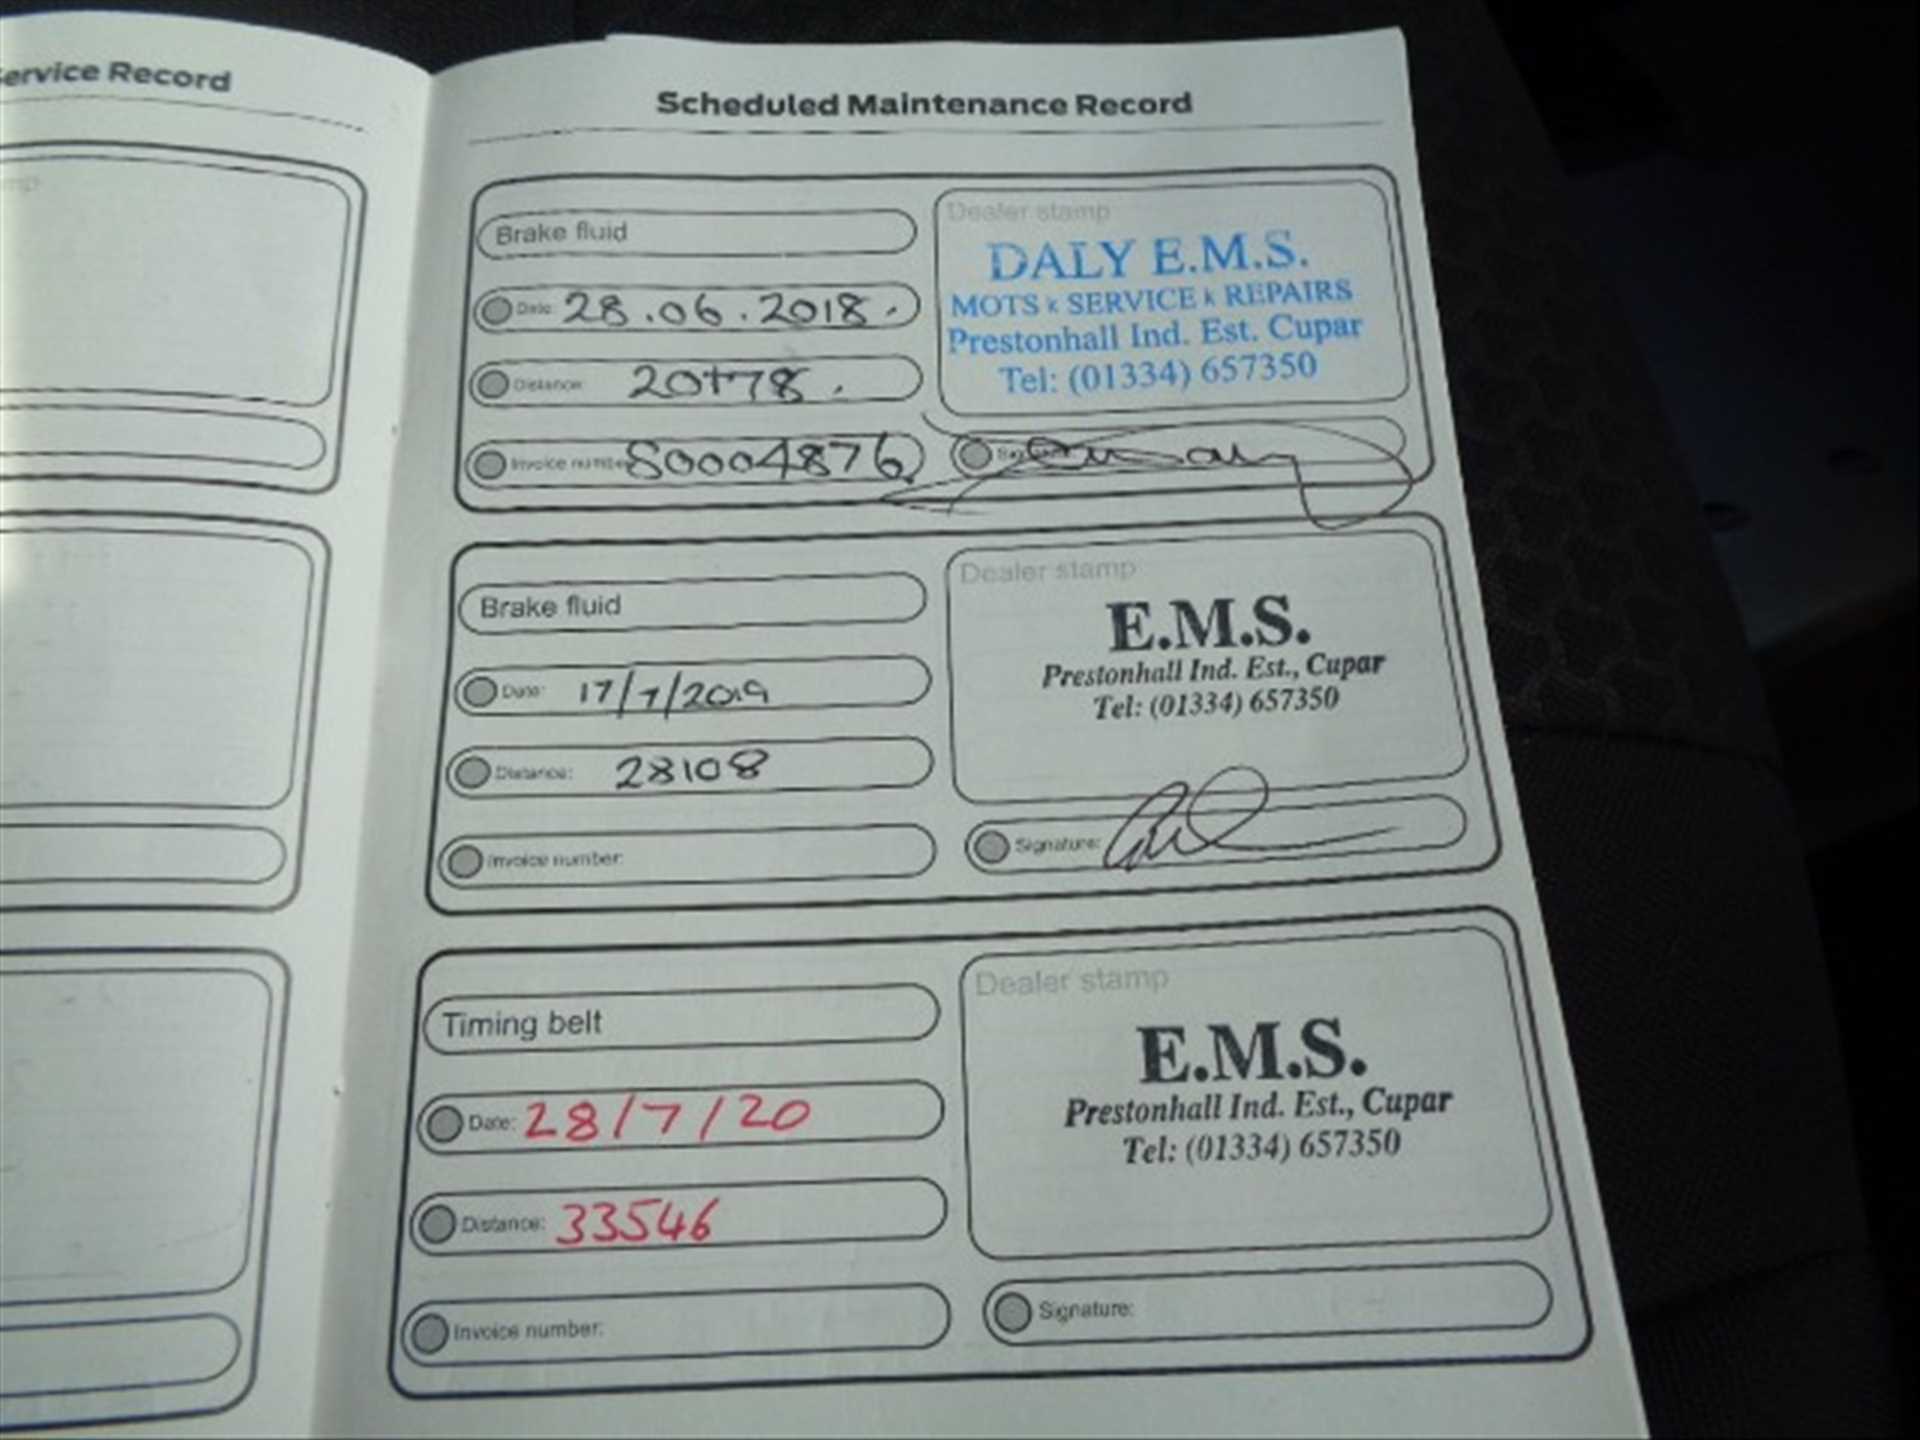 ervice Record
Scheduled Maintenance Record
Brake fluid
Date: 28.06.2018.
Distance:
Invoice number: 80004876
Dealer stamp
DALY E.M.S.
MOTS k SERVICE k REPAIRS
Prestonhall Ind. Est. Cupar
Tel: (01334) 657350
Brake fluid
Date: 17/7/2019
Distance: 28108
Invoice number:
Dealer stamp
E.M.S.
Prestonhall Ind. Est., Cupar
Tel: (01334) 657350
Signature:
Timing belt
Date: 28/7/20
Distance: 33546
Invoice number:
Dealer stamp
E.M.S.
Prestonhall Ind. Est., Cupar
Tel: (01334) 657350
Signature: